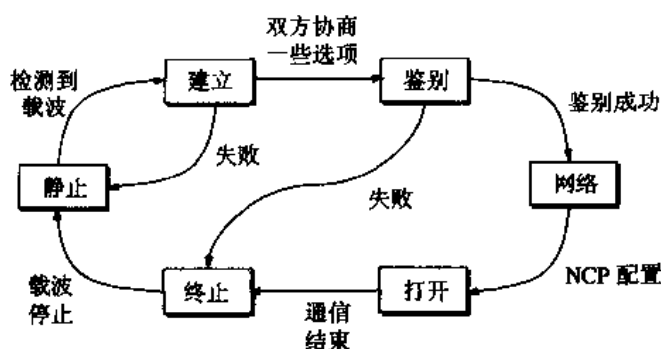 双方协商
一些选项
检测到
载波
建立
鉴别
鉴别成功
失败
静止
失败
网络
载波
停止
终止
通信
结束
打开
NCP 配置